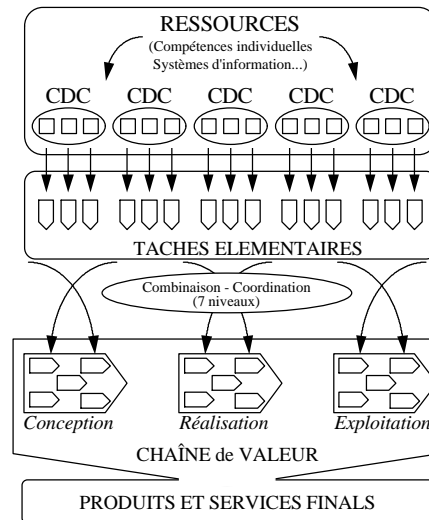 RESSOURCES
(Compétences individuelles
Systèmes d'information...)
CDC CDC CDC CDC CDC
TACHES ELEMENTAIRES
Combinaison - Coordination
(7 niveaux)
Conception Réalisation Exploitation
CHAÎNE de VALEUR
PRODUITS ET SERVICES FINALS